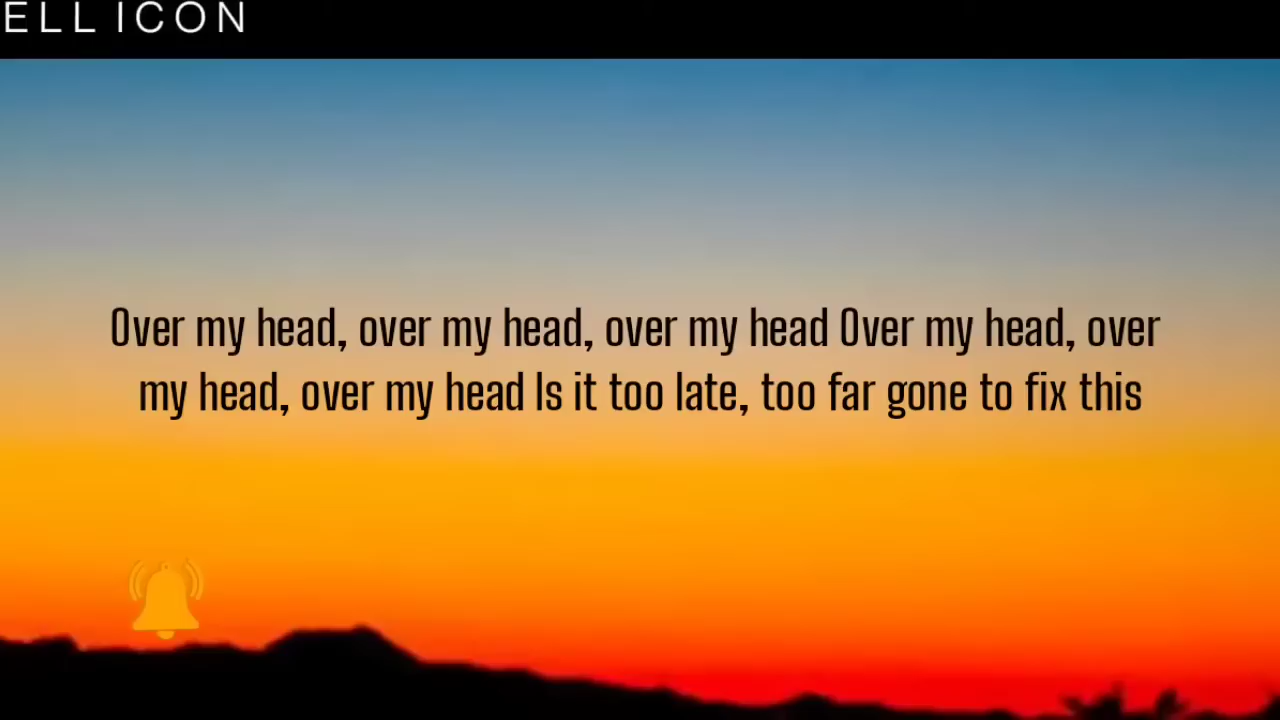 ELL ICON
Over my head, over my head, over my head Over my head, over
my head, over my head Is it too late, too far gone to fix this